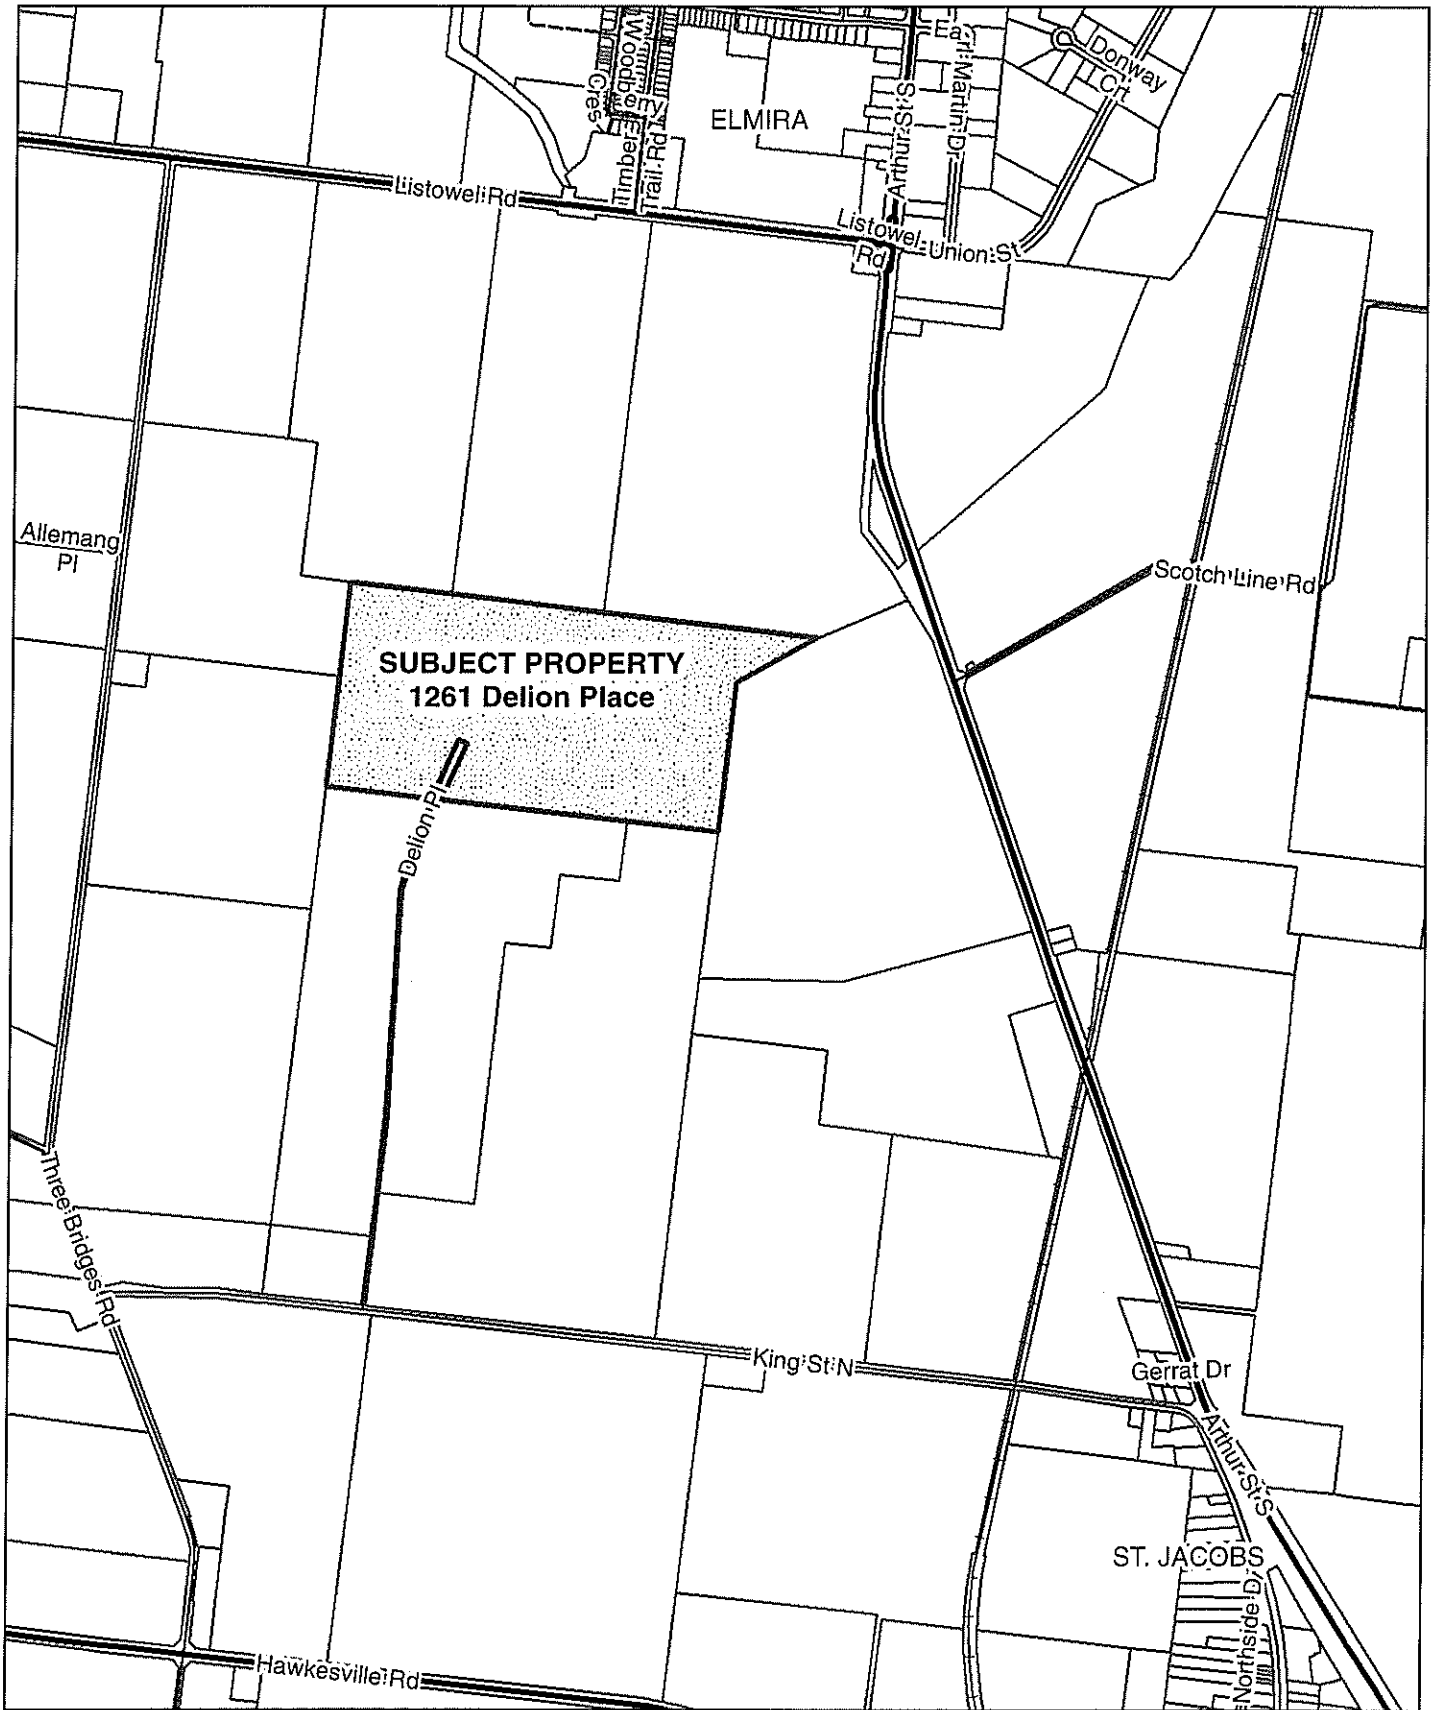 Woodberry
Cres
Timber
Trail Rd
ELMIRA
Arthur St S
Earl Martin Dr
Donway
Crt
Listowel Rd
Listowel
Rd
Union St
Allemang
Pl
Scotch Line Rd
SUBJECT PROPERTY
1261 Delion Place
Delion Pl
Three Bridges Rd
King St N
Gerrat Dr
Arthur St S
ST. JACOBS
Northside D
Hawkesville Rd